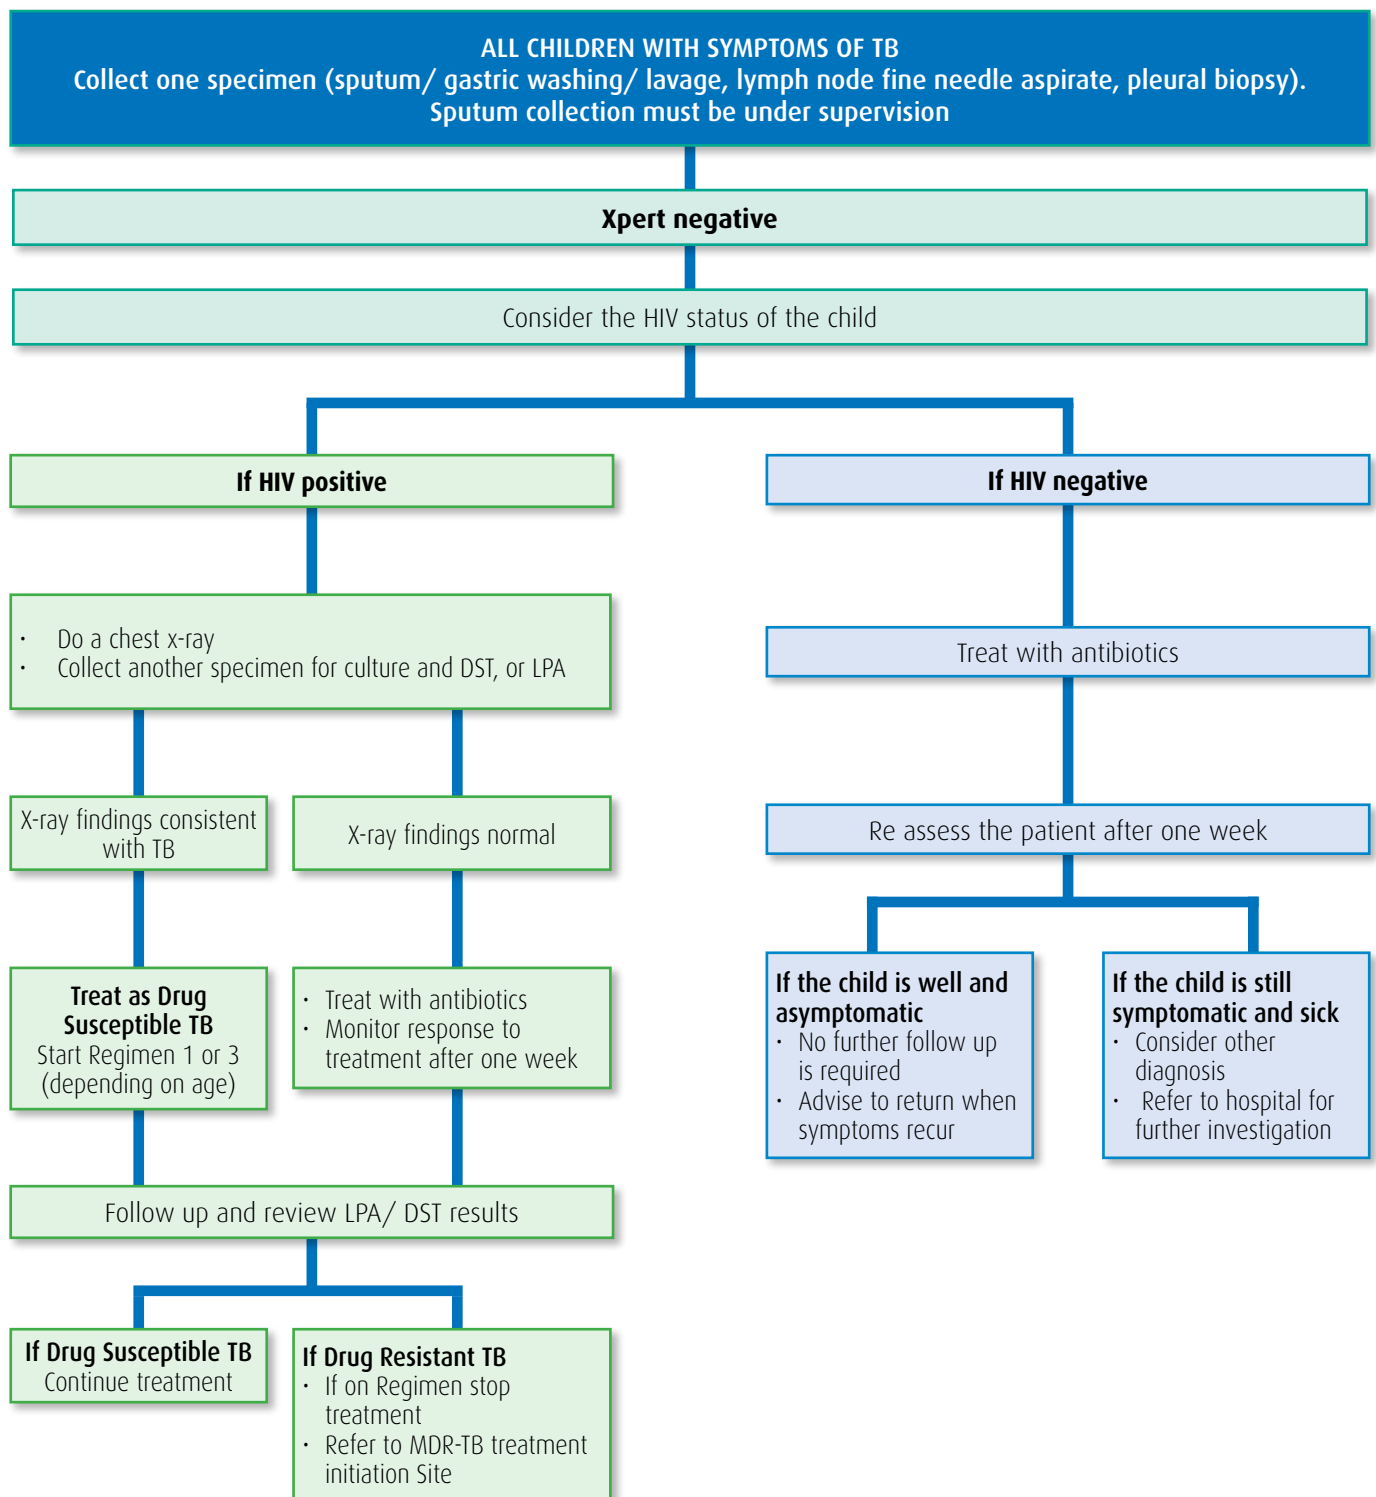 ALL CHILDREN WITH SYMPTOMS OF TB
Collect one specimen (sputum/ gastric washing/ lavage, lymph node fine needle aspirate, pleural biopsy).
Sputum collection must be under supervision
Xpert negative
Consider the HIV status of the child
If HIV positive
If HIV negative
· Do a chest x-ray
· Collect another specimen for culture and DST, or LPA
Treat with antibiotics
X-ray findings consistent
with TB
X-ray findings normal
Re assess the patient after one week
Treat as Drug
Susceptible TB
Start Regimen 1 or 3
(depending on age)
· Treat with antibiotics
· Monitor response to
treatment after one week
If the child is well and
asymptomatic
· No further follow up
is required
· Advise to return when
symptoms recur
If the child is still
symptomatic and sick
· Consider other
diagnosis
· Refer to hospital for
further investigation
Follow up and review LPA/ DST results
If Drug Susceptible TB
Continue treatment
If Drug Resistant TB
· If on Regimen stop
treatment
· Refer to MDR-TB treatment
initiation Site